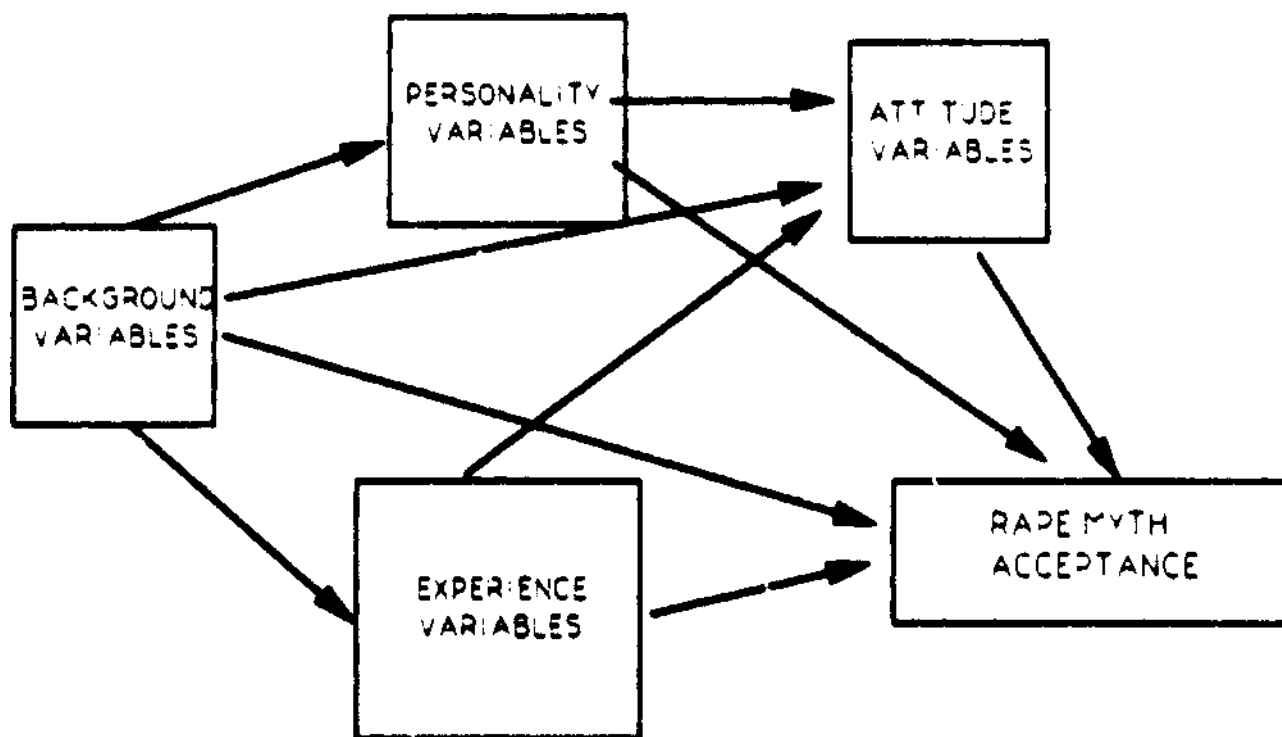 PERSONALITY
VARIABLES
ATTITUDE
VARIABLES
BACKGROUND
VARIABLES
EXPERIENCE
VARIABLES
RAPE MYTH
ACCEPTANCE